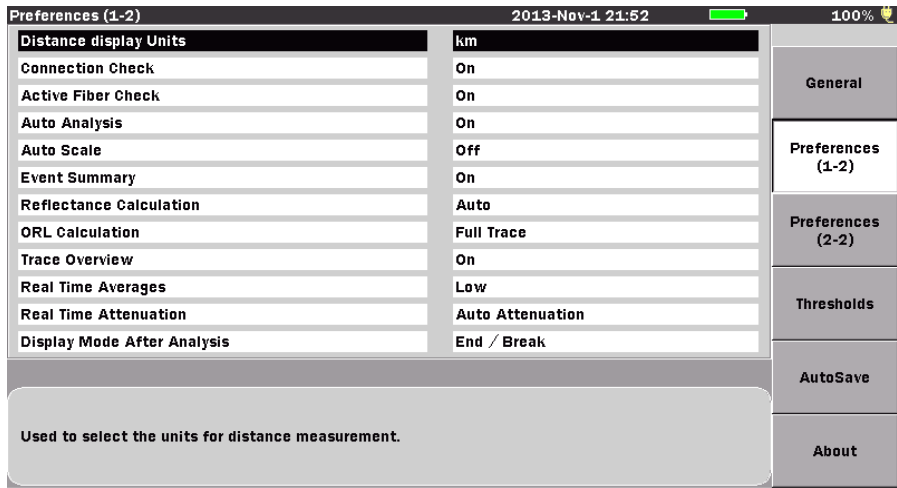 Preferences (1-2) 2013-Nov-1 21:52 100%
Distance display Units km
Connection Check On
Active Fiber Check On
Auto Analysis On
Auto Scale Off
Event Summary On
Reflectance Calculation Auto
ORL Calculation Full Trace
Trace Overview On
Real Time Averages Low
Real Time Attenuation Auto Attenuation
Display Mode After Analysis End / Break
Used to select the units for distance measurement.
General
Preferences
(1-2)
Preferences
(2-2)
Thresholds
AutoSave
About